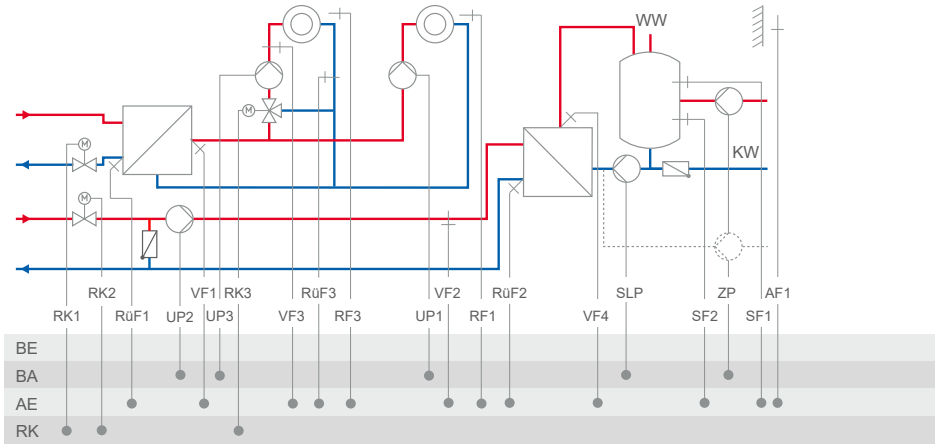 WW
M
M
KW
M
RK2 VF1 RK3 RüF3 VF2 RüF2 SLP ZP AF1
RK1 RüF1 UP2 UP3 VF3 RF3 UP1 RF1 VF4 SF2 SF1
BE
BA
AE
RK